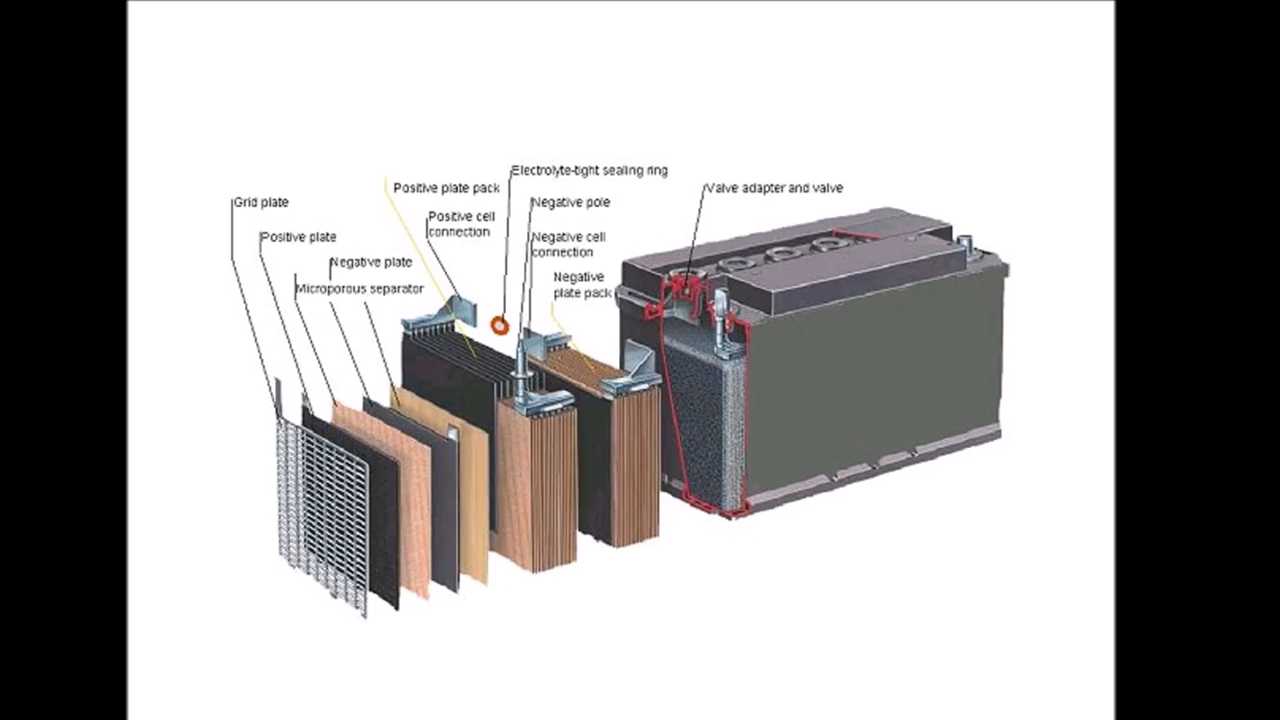 Electrolyte-tight sealing ring
Positive plate pack
Valve adapter and valve
Grid plate
Negative pole
Positive cell
connection
Positive plate
Negative cell
connection
Negative plate
Negative
plate pack
Microporous separator